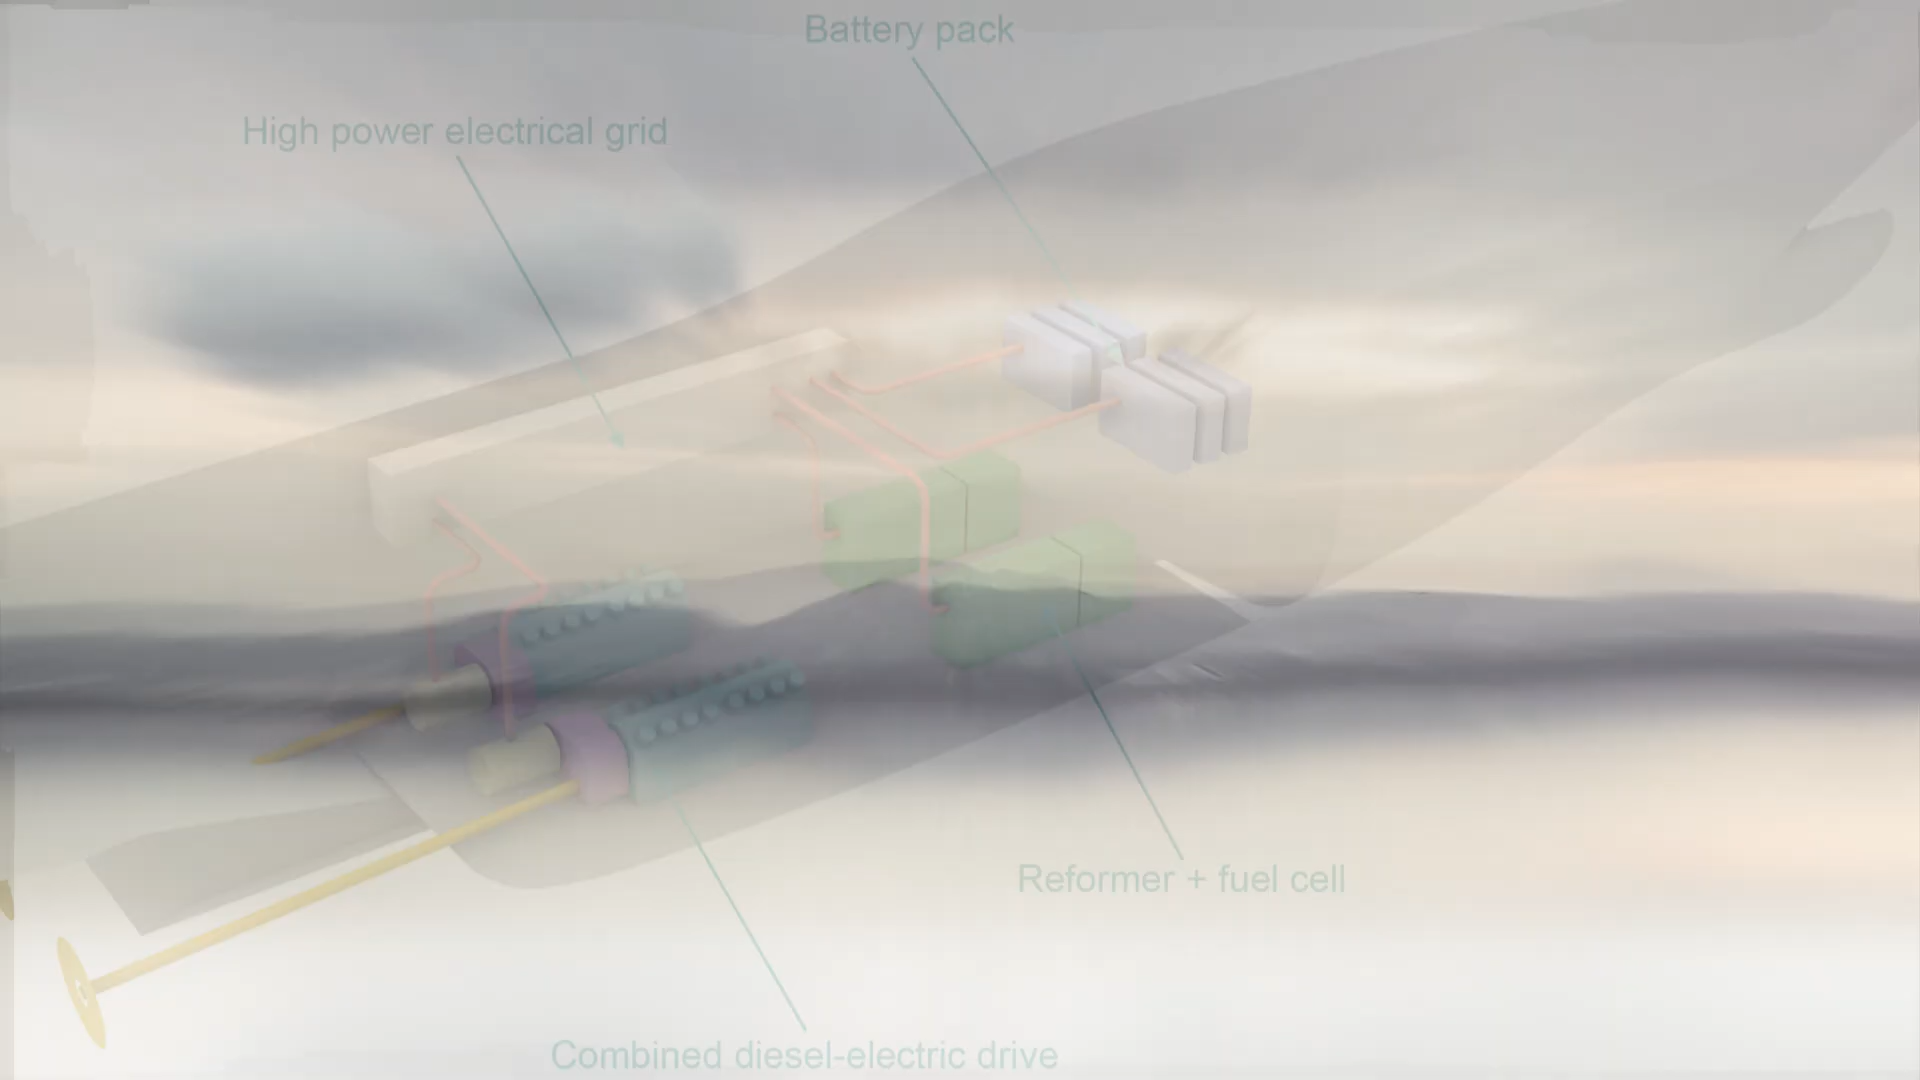 Battery pack
High power electrical grid
Reformer + fuel cell
Combined diesel-electric drive